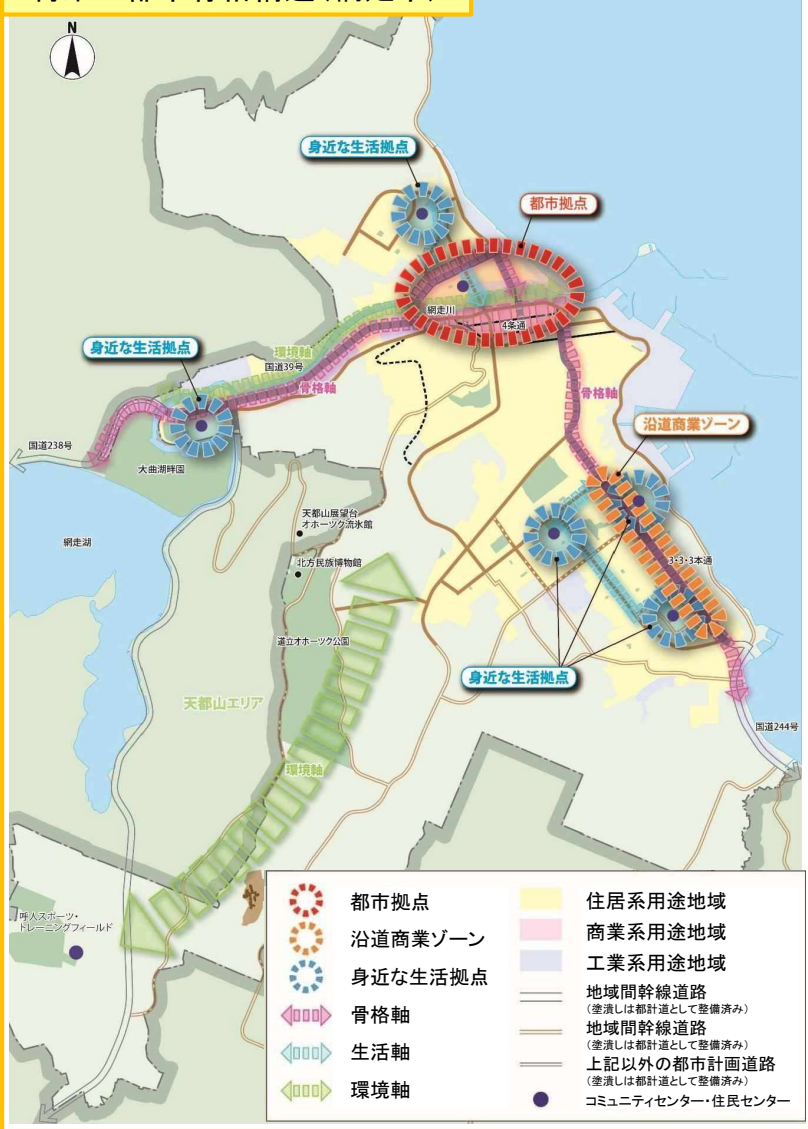 N
身近な生活拠点
都市拠点
網走川
4条通
身近な生活拠点
環境軸
国道39号
骨格軸
骨格軸
沿道商業ゾーン
国道238号
大曲湖畔園
天都山展望台
オホーツク流氷館
網走湖
北方民族博物館
3・3・3本通
道立オホーツク公園
身近な生活拠点
天都山エリア
国道244号
環境軸
呼人スポーツ・
トレーニングフィールド
都市拠点
沿道商業ゾーン
身近な生活拠点
骨格軸
生活軸
環境軸
住居系用途地域
商業系用途地域
工業系用途地域
地域間幹線道路
(塗潰しは都計道として整備済み)
地域間幹線道路
(塗潰しは都計道として整備済み)
上記以外の都市計画道路
(塗潰しは都計道として整備済み)
コミュニティセンター・住民センター